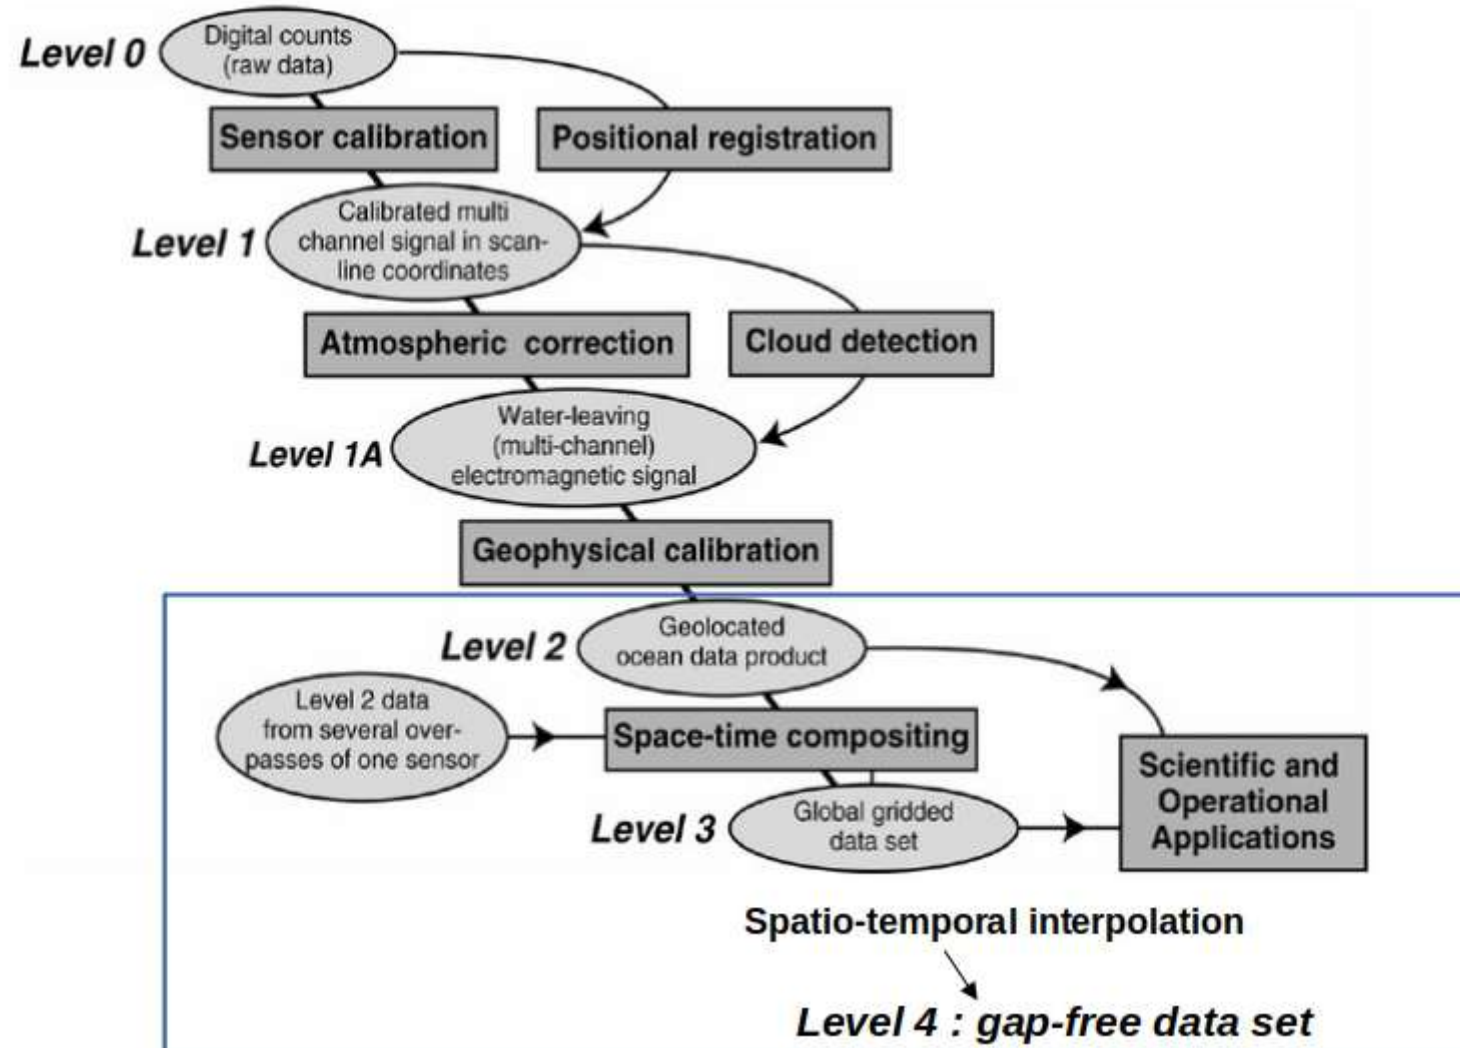 Level 0
Digital counts
(raw data)
Sensor calibration
Positional registration
Level 1
Calibrated multi
channel signal in scan-
line coordinates
Atmospheric correction
Cloud detection
Level 1A
Water-leaving
(multi-channel)
electromagnetic signal
Geophysical calibration
Level 2
Geolocated
ocean data product
Level 2 data
from several over-
passes of one sensor
Space-time compositing
Scientific and
Operational
Applications
Level 3
Global gridded
data set
Spatio-temporal interpolation
Level 4 : gap-free data set